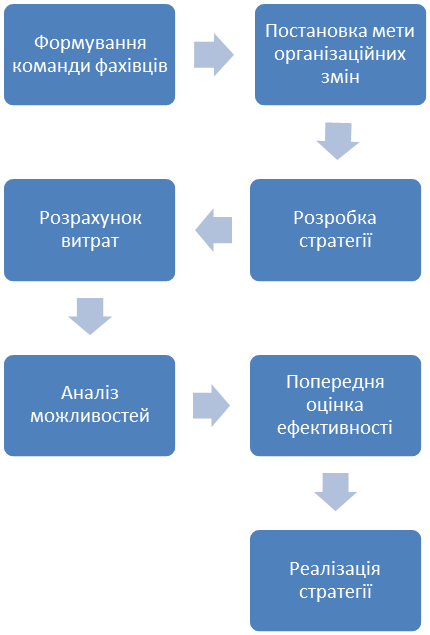 Формування
команди фахівців
Постановка мети
організаційних
змін
Розробка
стратегії
Розрахунок
витрат
Аналіз
можливостей
Попередня
оцінка
ефективності
Реалізація
стратегії